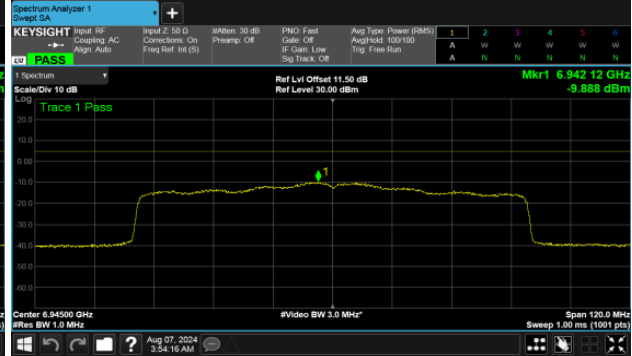 Spectrum Analyzer 1
Swept SA
+
KEYSIGHT Input: RF Input Z: 50 Ω #Atten: 30 dB PNO: Fast Avg Type: Power (RMS) 1 2 3 4 5 6
Coupling: AC Corrections: On Preamp: Off Gate: Off Avg|Hold: 100/100 A W W W W W
Align: Auto Freq Ref: Int (S) IF Gain: Low Trig: Free Run
Sig Track: Off A N N N N N
LXI PASS
1 Spectrum Ref Lvl Offset 11.50 dB Mkr1 6.942 12 GHz
Scale/Div 10 dB Ref Level 30.00 dBm -9.888 dBm
Log Trace 1 Pass
20.0
10.0
0.00
1
-10.0
-20.0
-30.0
-40.0
-50.0
-60.0
Center 6.94500 GHz #Video BW 3.0 MHz* Span 120.0 MHz
#Res BW 1.0 MHz Sweep 1.00 ms (1001 pts)
? Aug 07, 2024
3:54:16 AM